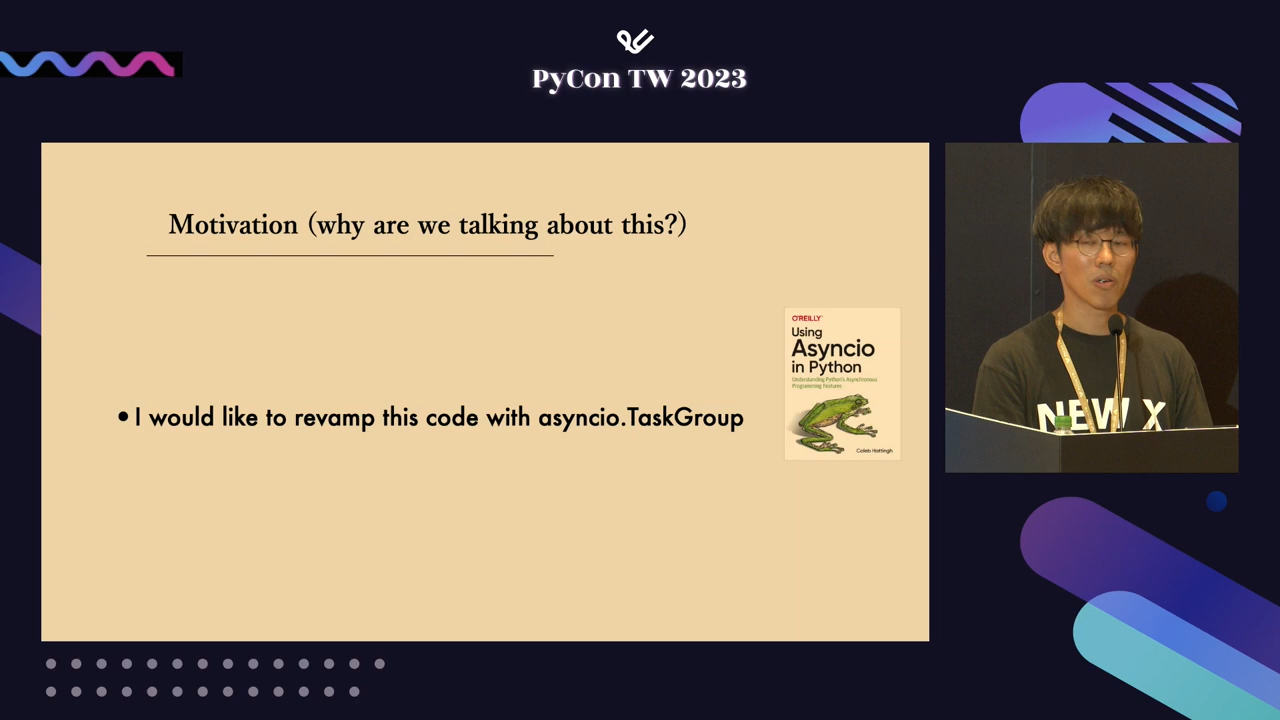 PyCon TW 2023
Motivation (why are we talking about this?)
• I would like to revamp this code with asyncio.TaskGroup
O'REILLY
Using
Asyncio
in Python
Understanding Python's Asynchronous
Programming Features
Caleb Hattingh
NEW X